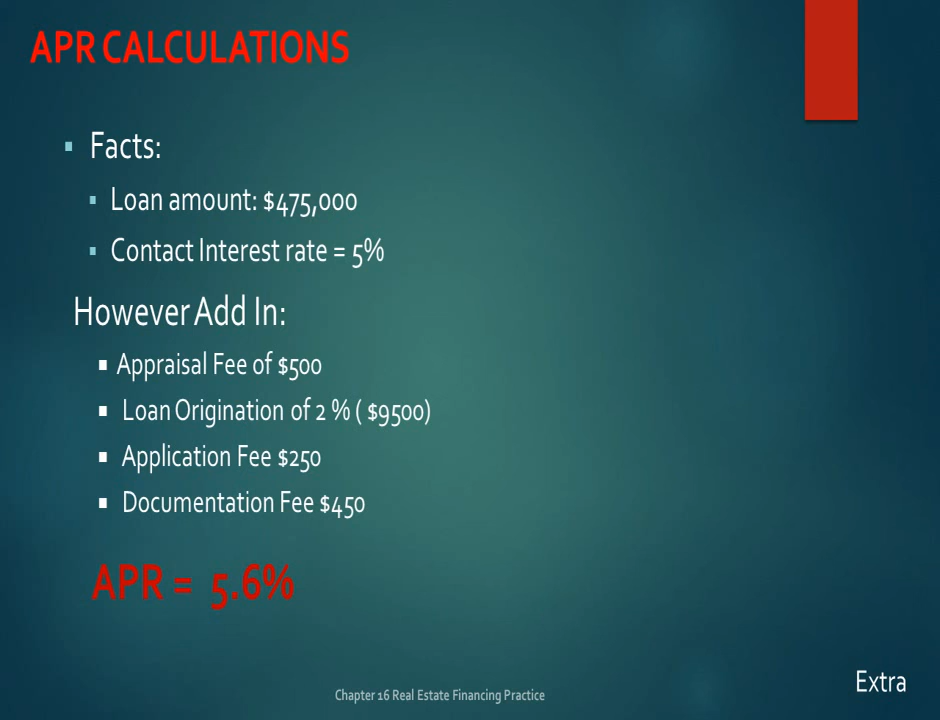 APR CALCULATIONS
▪ Facts:
▪ Loan amount: $475,000
▪ Contact Interest rate = 5%
However Add In:
▪ Appraisal Fee of $500
▪ Loan Origination of 2 % ( $9500)
▪ Application Fee $250
▪ Documentation Fee $450
APR = 5.6%
Extra
Chapter 16 Real Estate Financing Practice